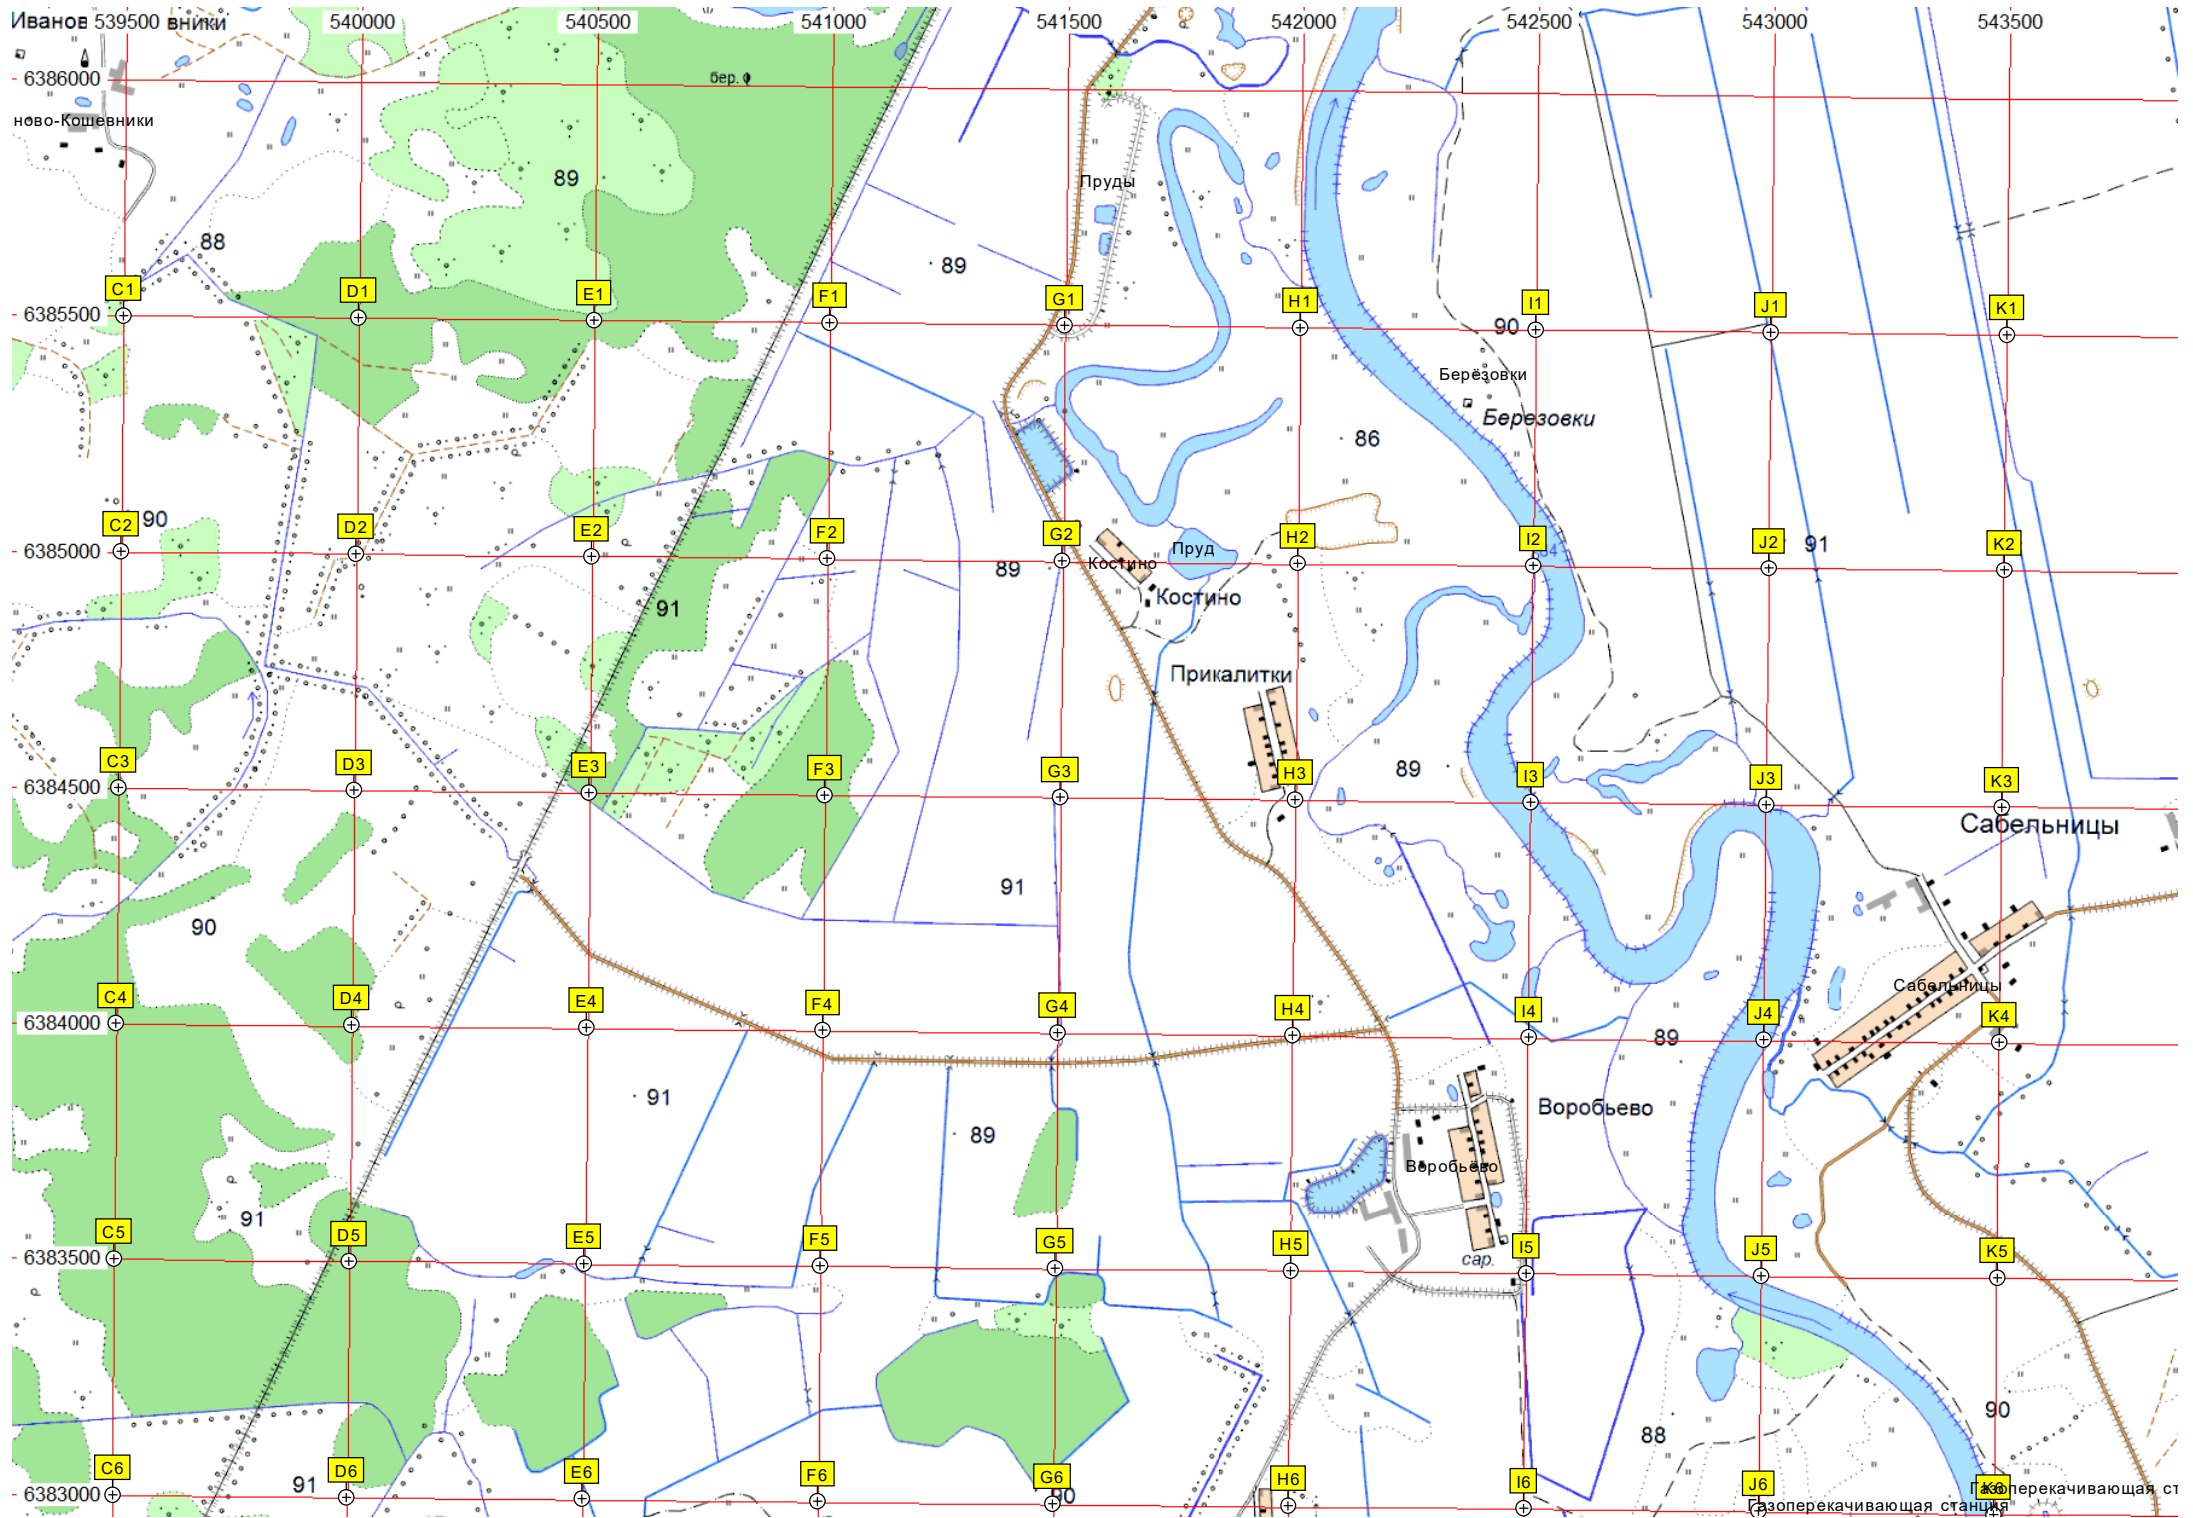 Иванов
вники
539500
540000
540500
541000
541500
542000
542500
543000
543500
6386000
бер.
ново-Кошевники
89
Пруды
88
89
C1
D1
E1
F1
G1
H1
I1
J1
K1
6385500
90
Берёзовки
Березовки
86
90
C2
D2
E2
F2
G2
H2
I2
J2
K2
91
6385000
Пруд
Костино
89
Костино
91
Прикалитки
C3
D3
E3
F3
G3
H3
I3
J3
K3
89
6384500
Сабельницы
91
90
Сабельницы
C4
D4
E4
F4
G4
H4
I4
J4
K4
6384000
89
91
Воробьево
89
Воробьёво
91
C5
D5
E5
F5
G5
H5
I5
J5
K5
6383500
сар.
90
88
C6
D6
E6
F6
G6
H6
I6
J6
K6
91
6383000
90
Газоперекачивающая ст
Газоперекачивающая станция